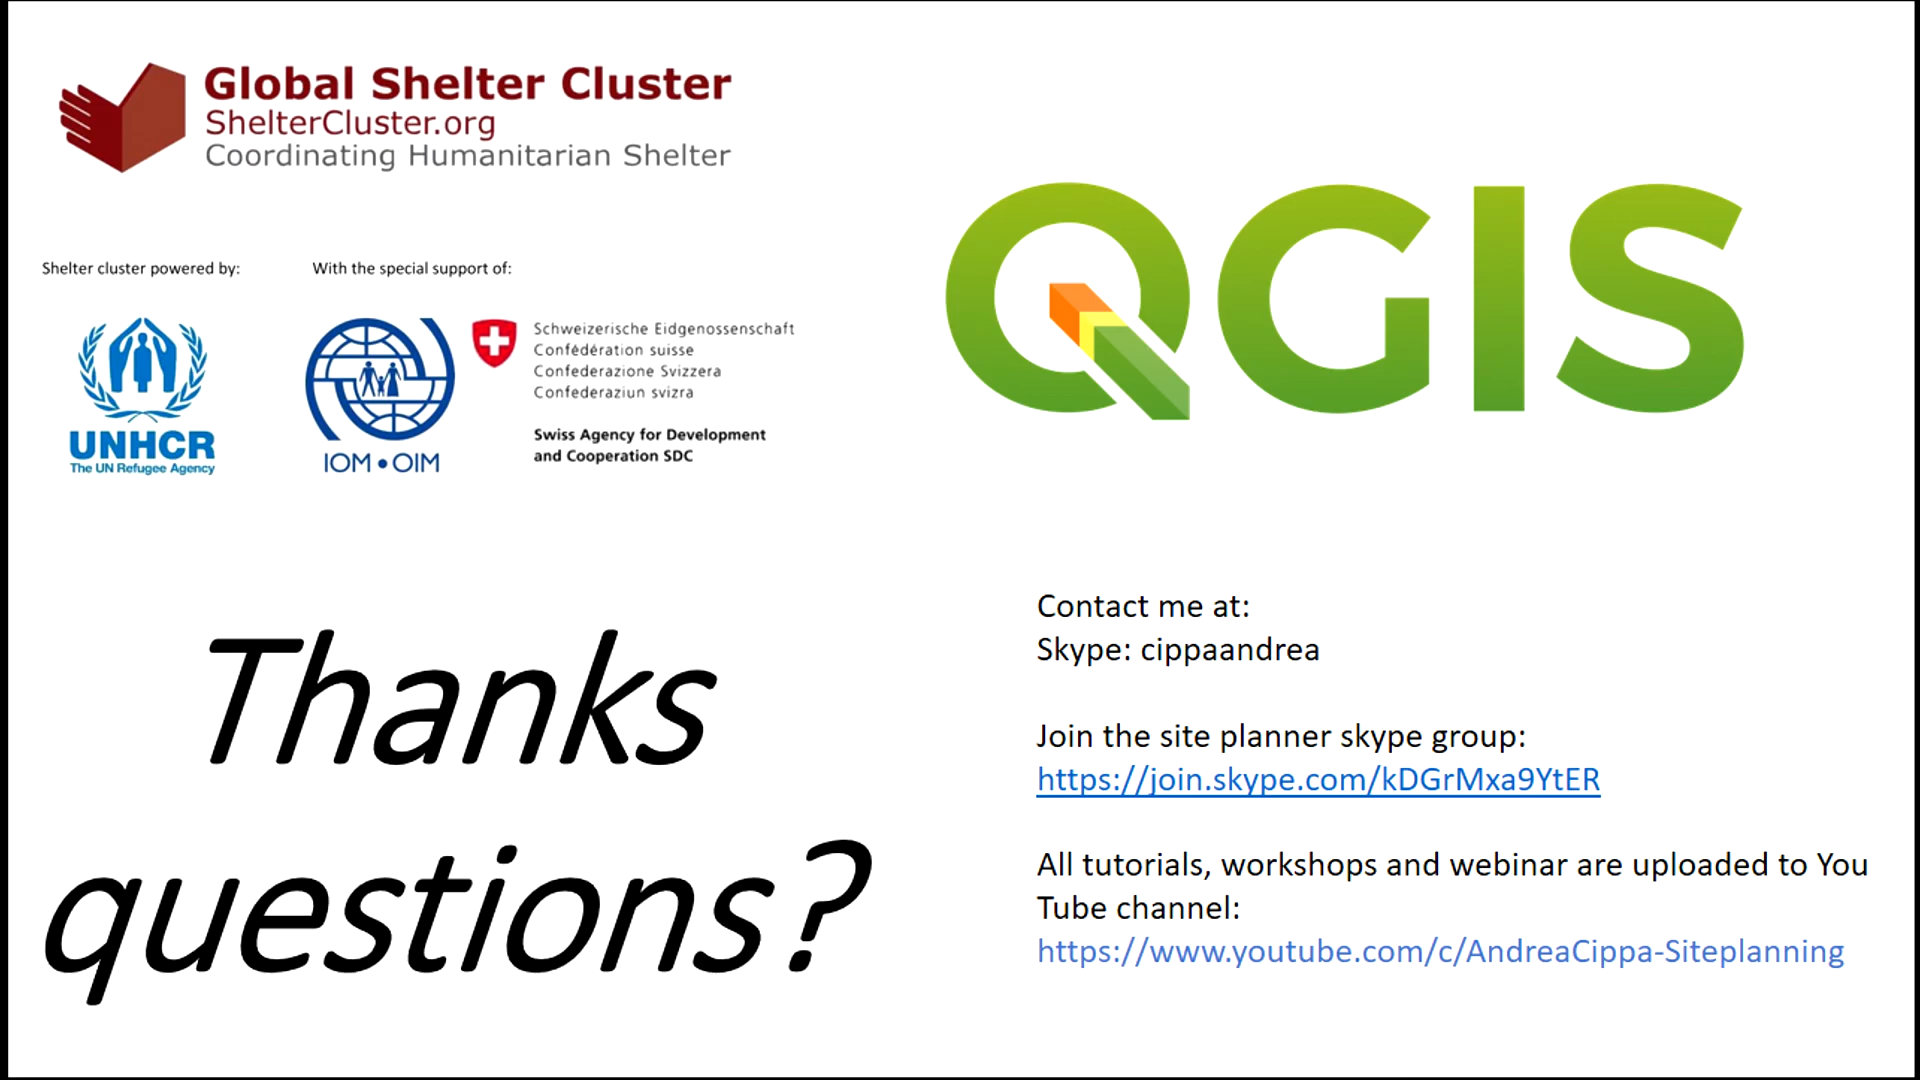 Global Shelter Cluster
ShelterCluster.org
Coordinating Humanitarian Shelter
Shelter cluster powered by:
With the special support of:
UNHCR
The UN Refugee Agency
IOM • OIM
Schweizerische Eidgenossenschaft
Confédération suisse
Confederazione Svizzera
Confederaziun svizra
Swiss Agency for Development
and Cooperation SDC
QGIS
Thanks
questions?
Contact me at:
Skype: cippaandrea
Join the site planner skype group:
https://join.skype.com/kDGrMxa9YtER
All tutorials, workshops and webinar are uploaded to You
Tube channel:
https://www.youtube.com/c/AndreaCippa-Siteplanning